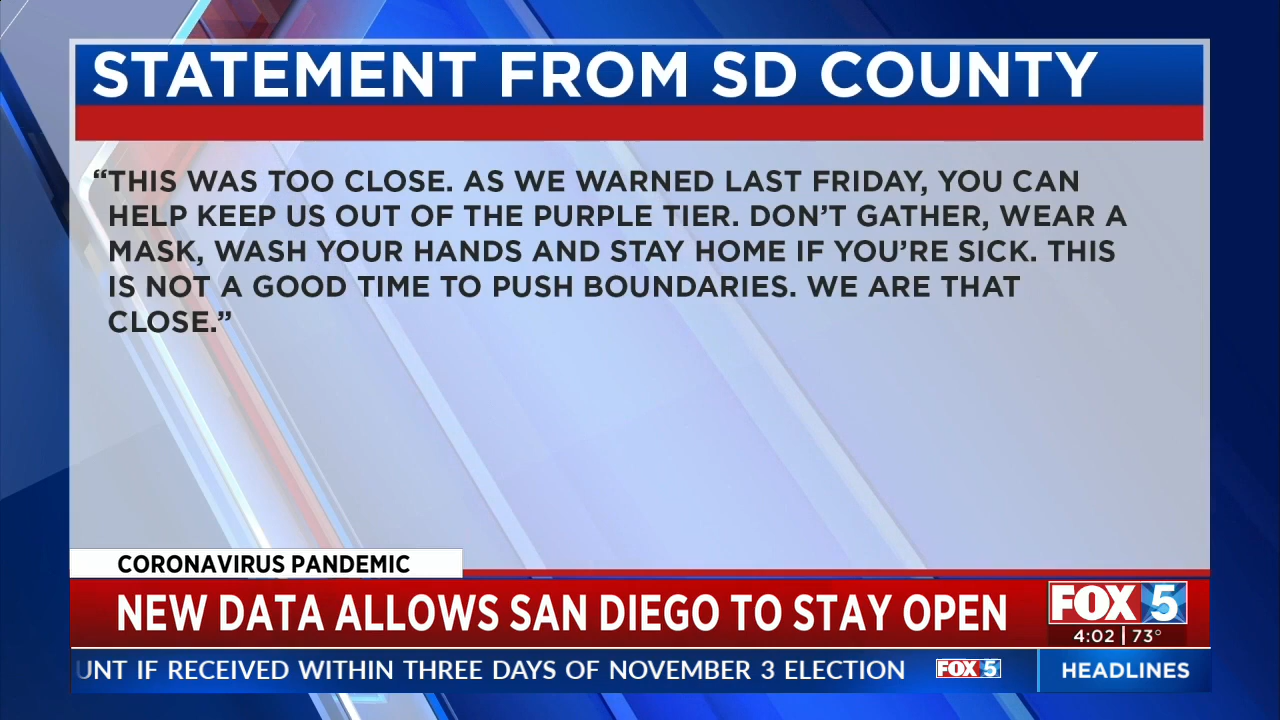 STATEMENT FROM SD COUNTY
“THIS WAS TOO CLOSE. AS WE WARNED LAST FRIDAY, YOU CAN
HELP KEEP US OUT OF THE PURPLE TIER. DON’T GATHER, WEAR A
MASK, WASH YOUR HANDS AND STAY HOME IF YOU’RE SICK. THIS
IS NOT A GOOD TIME TO PUSH BOUNDARIES. WE ARE THAT
CLOSE.”
CORONAVIRUS PANDEMIC
NEW DATA ALLOWS SAN DIEGO TO STAY OPEN
FOX 5
4:02 | 73°
UNT IF RECEIVED WITHIN THREE DAYS OF NOVEMBER 3 ELECTION FOX 5 HEADLINES